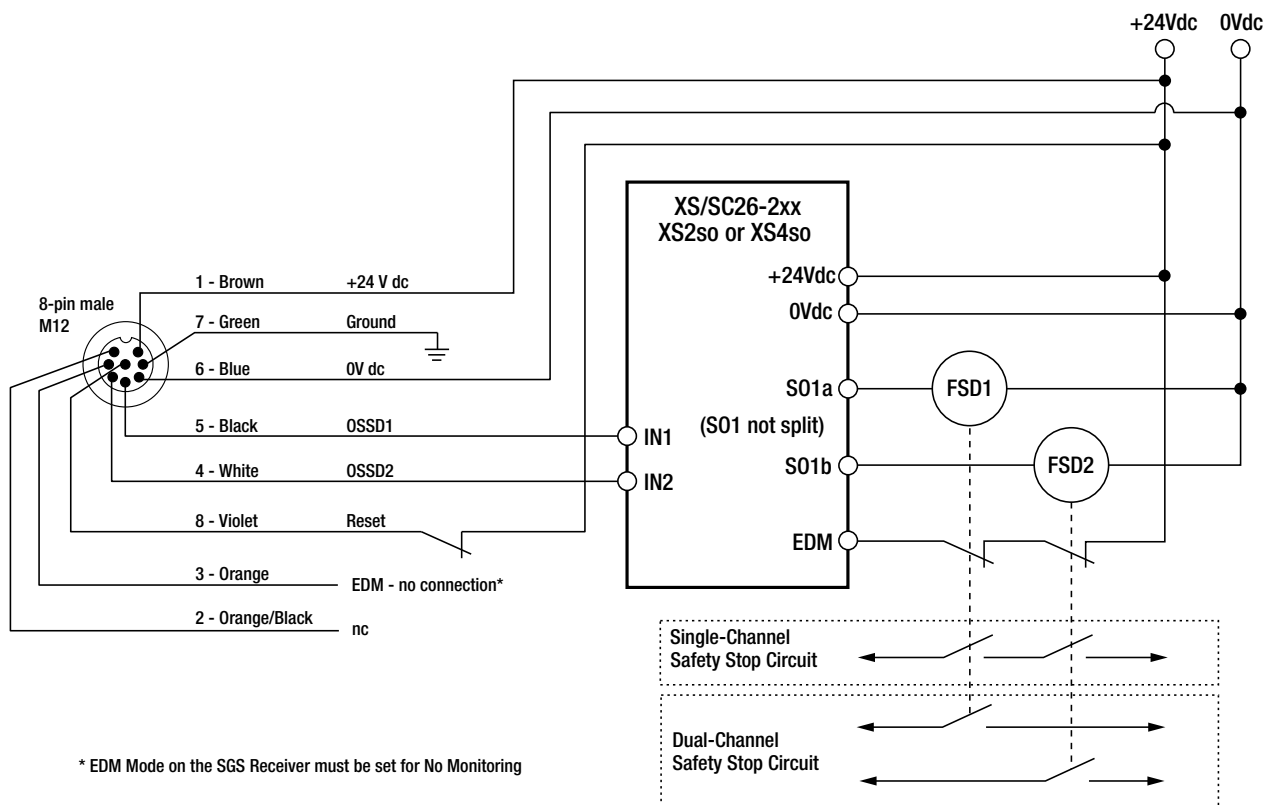 +24Vdc 0Vdc
XS/SC26-2xx
XS2so or XS4so
+24Vdc
0Vdc
SO1a
(SO1 not split)
SO1b
EDM
IN1
IN2
FSD1
FSD2
8-pin male
M12
1 - Brown +24 V dc
7 - Green Ground
6 - Blue 0V dc
5 - Black OSSD1
4 - White OSSD2
8 - Violet Reset
3 - Orange EDM - no connection*
2 - Orange/Black nc
Single-Channel
Safety Stop Circuit
Dual-Channel
Safety Stop Circuit
* EDM Mode on the SGS Receiver must be set for No Monitoring